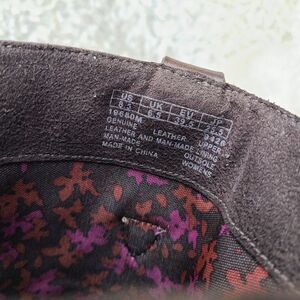 US UK EU JP
8.5 6.5 39.5 25.5
19680M
GENUINE LEATHER UPPER
LEATHER AND MAN-MADE LINING
MAN-MADE OUTSOLE
MADE IN CHINA WOMENS